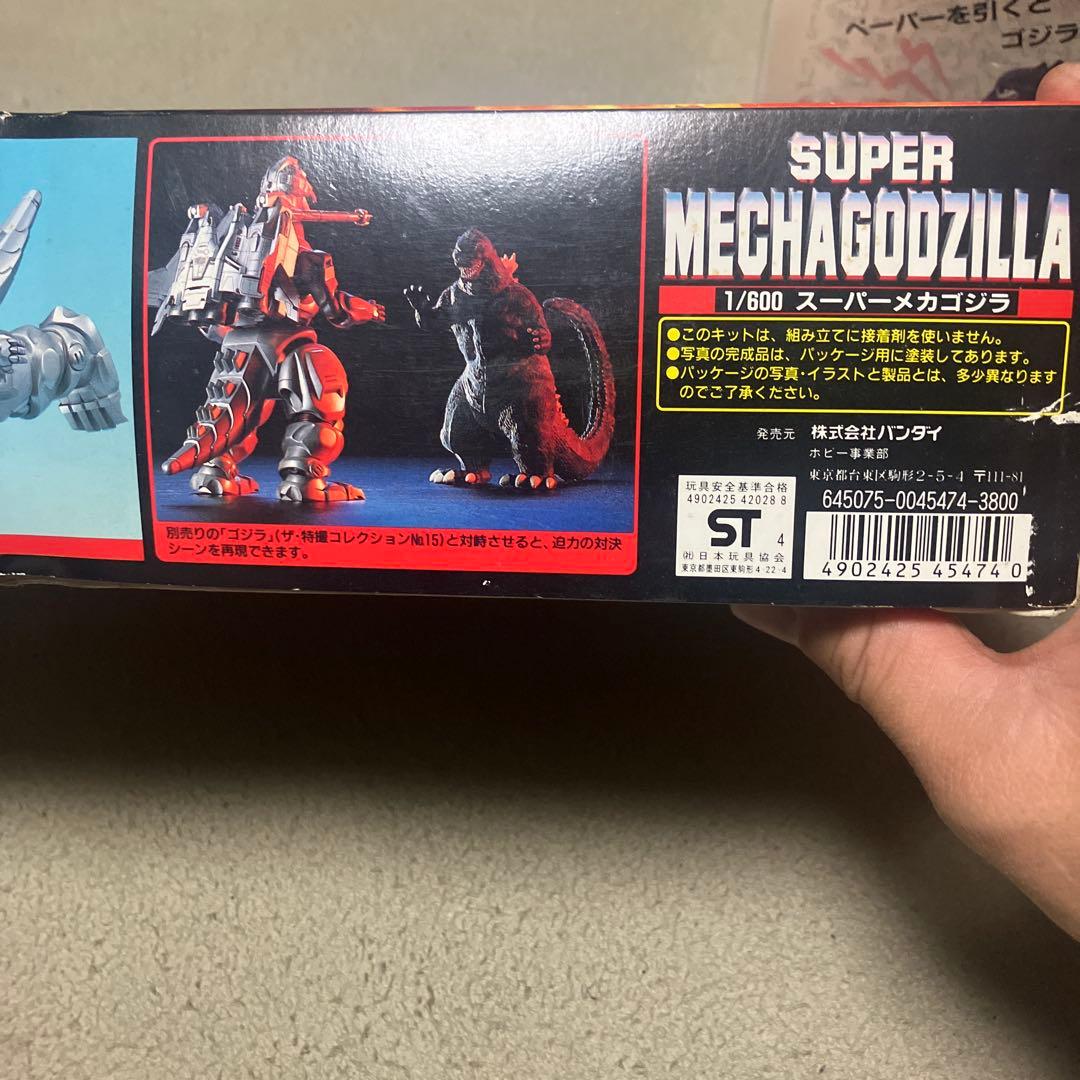 ペーパーを引くと
ゴジラ
SUPER
MECHAGODZILLA
1/600 スーパーメカゴジラ
●このキットは、組み立てに接着剤を使いません。
●写真の完成品は、パッケージ用に塗装してあります。
●パッケージの写真・イラストと製品とは、多少異なります
のでご了承ください。
発売元 株式会社バンダイ
ホビー事業部
東京都台東区駒形2-5-4 〒111-81
645075-0045474-3800
4902425 45474 0
玩具安全基準合格
4902425 42028 8
ST 4
㈳日本玩具協会
東京都墨田区東駒形4-22-4
別売りの「ゴジラ」(ザ・特撮コレクション№15)と対峙させると、迫力の対決
シーンを再現できます。